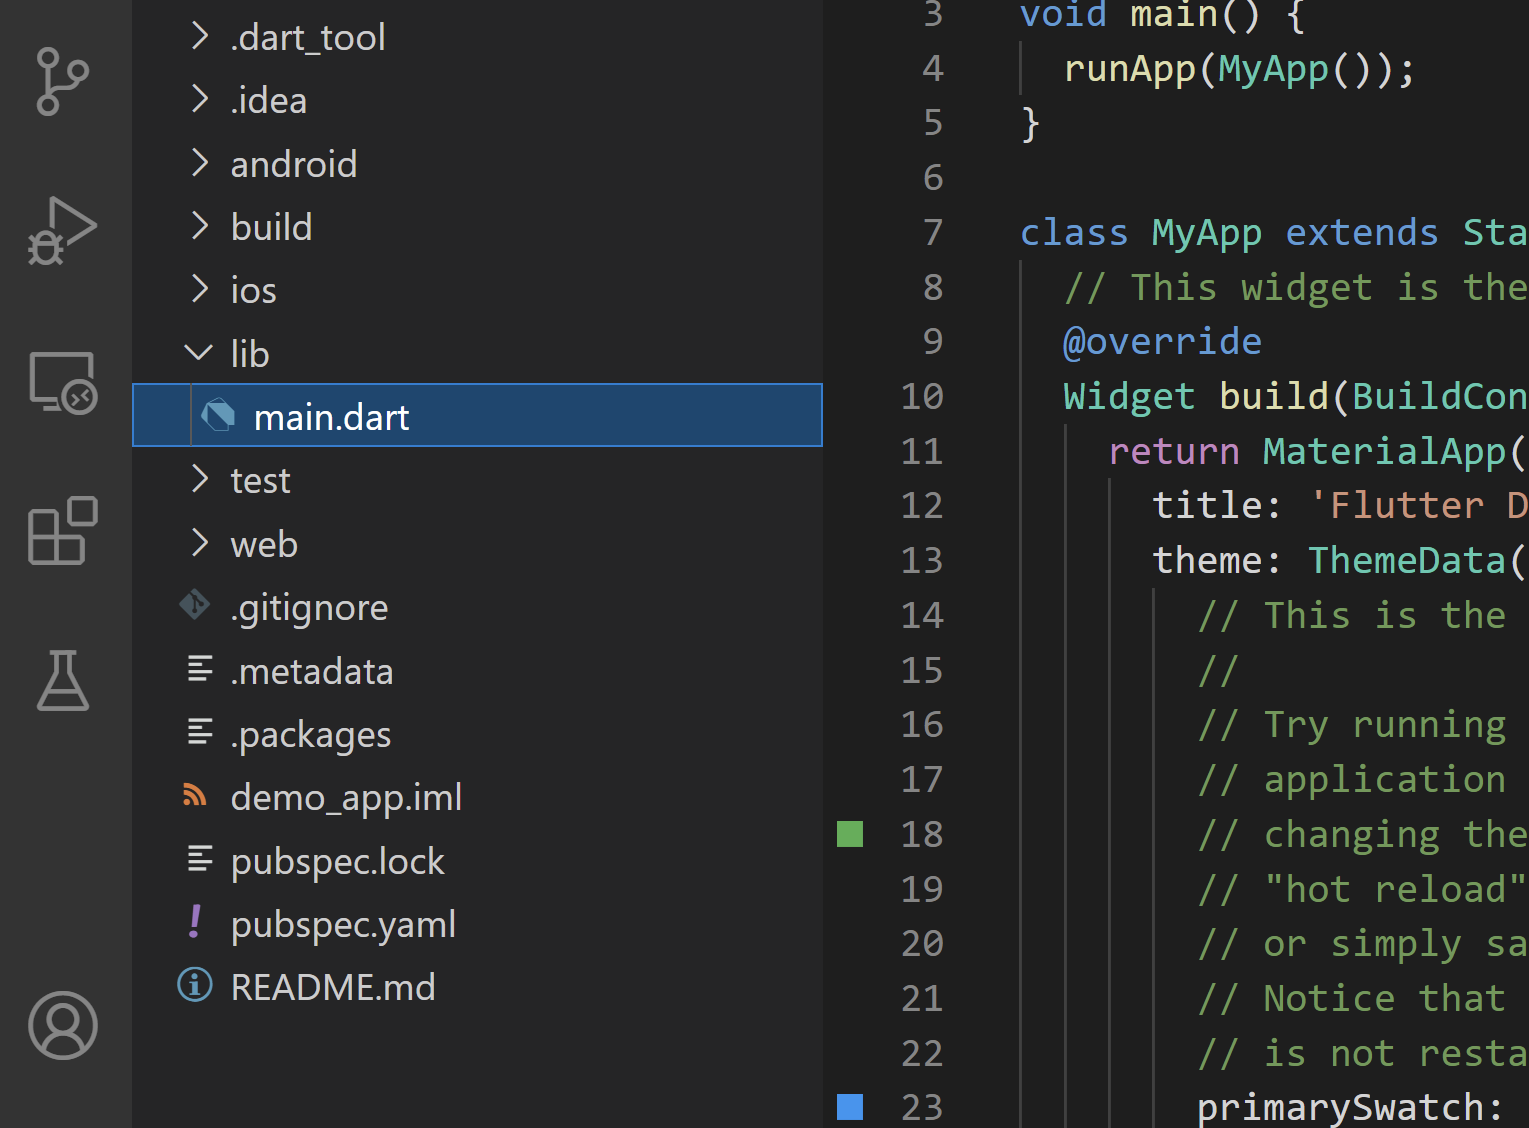 .dart_tool
.idea
android
build
ios
lib
main.dart
test
web
.gitignore
.metadata
.packages
demo_app.iml
pubspec.lock
pubspec.yaml
README.md
3 void main() {
4 runApp(MyApp());
5 }
6
7 class MyApp extends Sta
8 // This widget is the
9 @override
10 Widget build(BuildCon
11 return MaterialApp(
12 title: 'Flutter D
13 theme: ThemeData(
14 // This is the
15 //
16 // Try running
17 // application
18 // changing the
19 // "hot reload"
20 // or simply sa
21 // Notice that
22 // is not resta
23 primarySwatch: